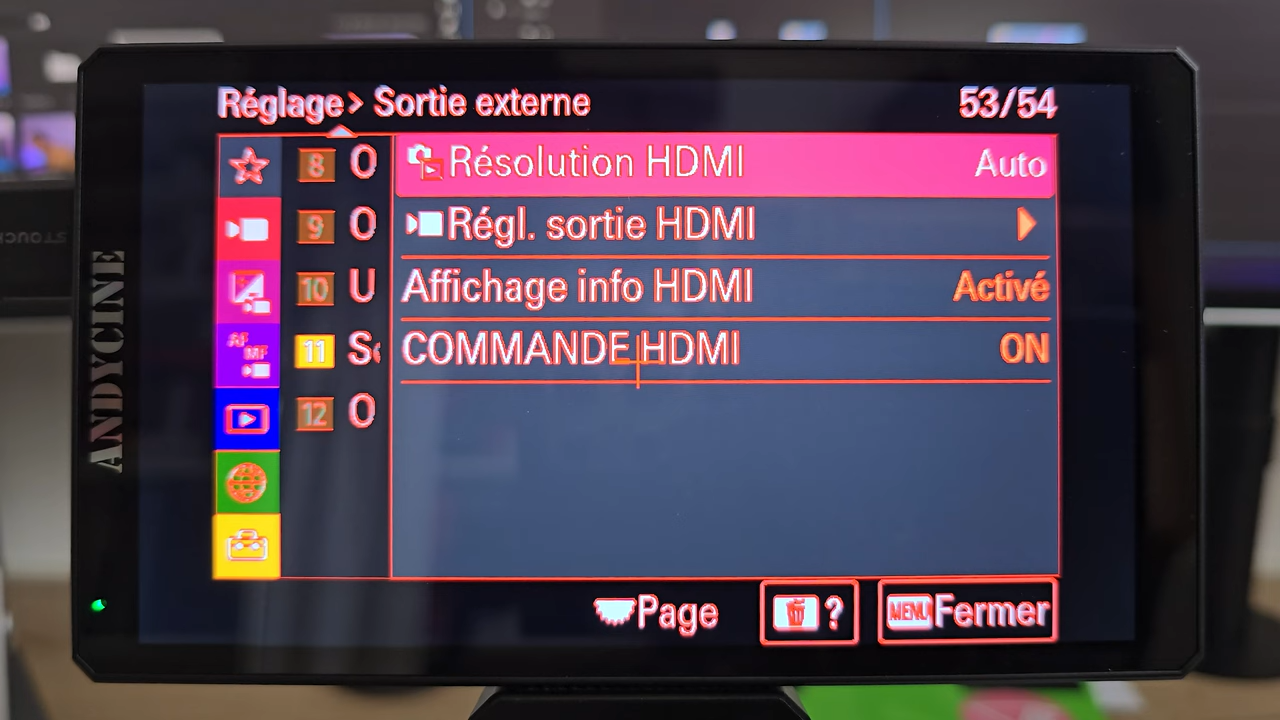 Réglage> Sortie externe 53/54
8 O
9 O
10 U
11 S
12 O
AF
MF
Résolution HDMI Auto
Régl. sortie HDMI
Affichage info HDMI Activé
COMMANDE HDMI ON
Page
?
MENU Fermer
ANDYCINE